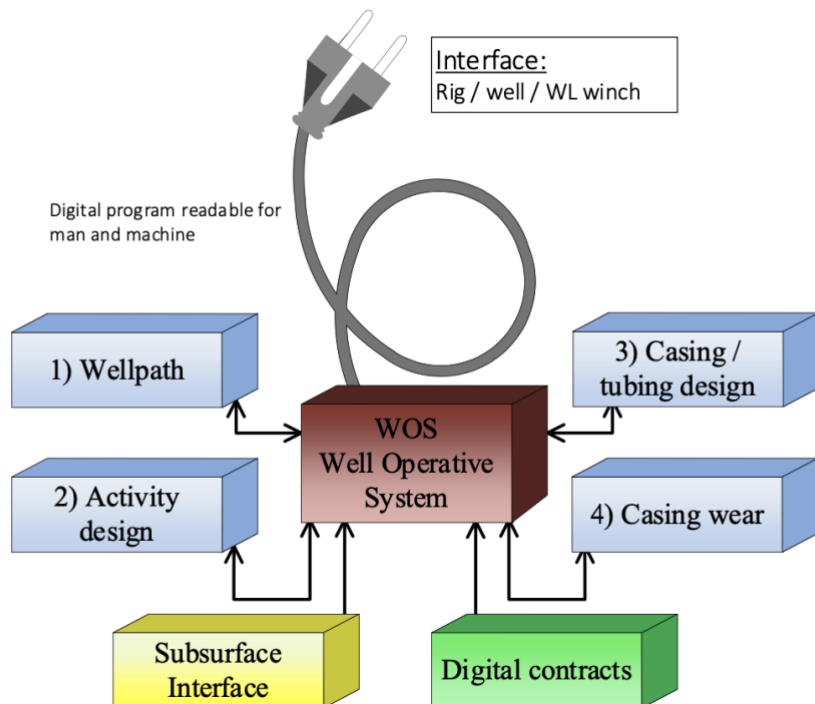 Interface:
Rig / well / WL winch
Digital program readable for
man and machine
1) Wellpath
3) Casing /
tubing design
WOS
Well Operative
System
2) Activity
design
4) Casing wear
Subsurface
Interface
Digital contracts